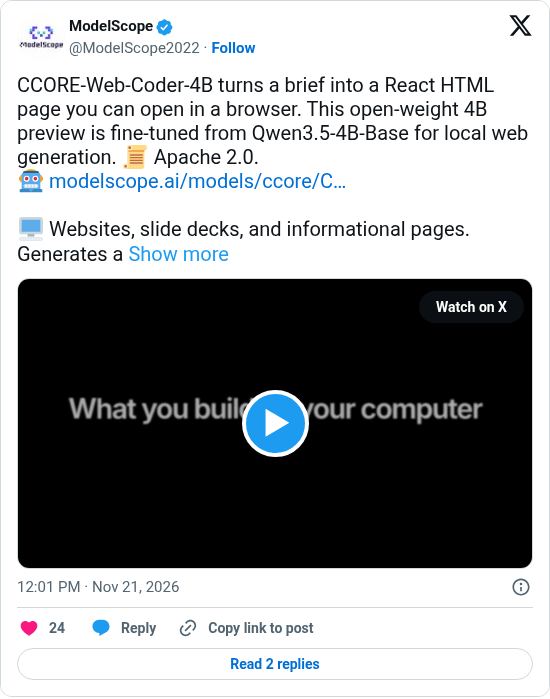 ModelScope
@ModelScope2022 · Follow
ModelScope
CCORE-Web-Coder-4B turns a brief into a React HTML
page you can open in a browser. This open-weight 4B
preview is fine-tuned from Qwen3.5-4B-Base for local web
generation. 📜 Apache 2.0.
🤖 modelscope.ai/models/ccore/C…
🖥️ Websites, slide decks, and informational pages.
Generates a Show more
Watch on X
What you build your computer
12:01 PM · Nov 21, 2026
24 Reply Copy link to post
Read 2 replies